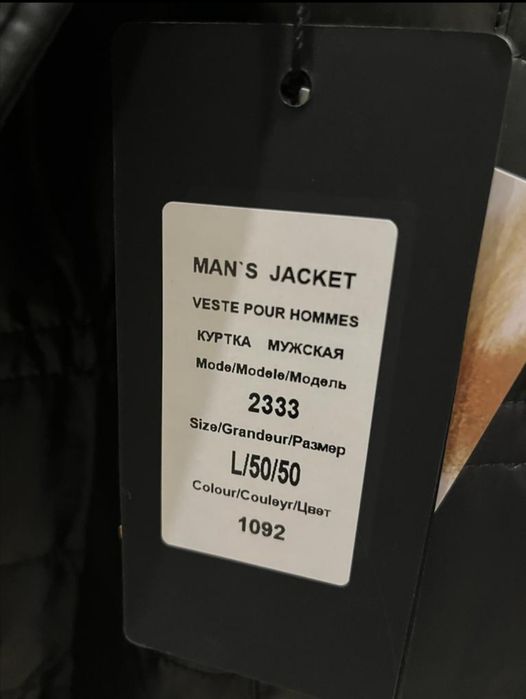 MAN`S JACKET
VESTE POUR HOMMES
КУРТКА МУЖСКАЯ
Mode/Modele/Модель
2333
Size/Grandeur/Размер
L/50/50
Colour/Couleyr/Цвет
1092